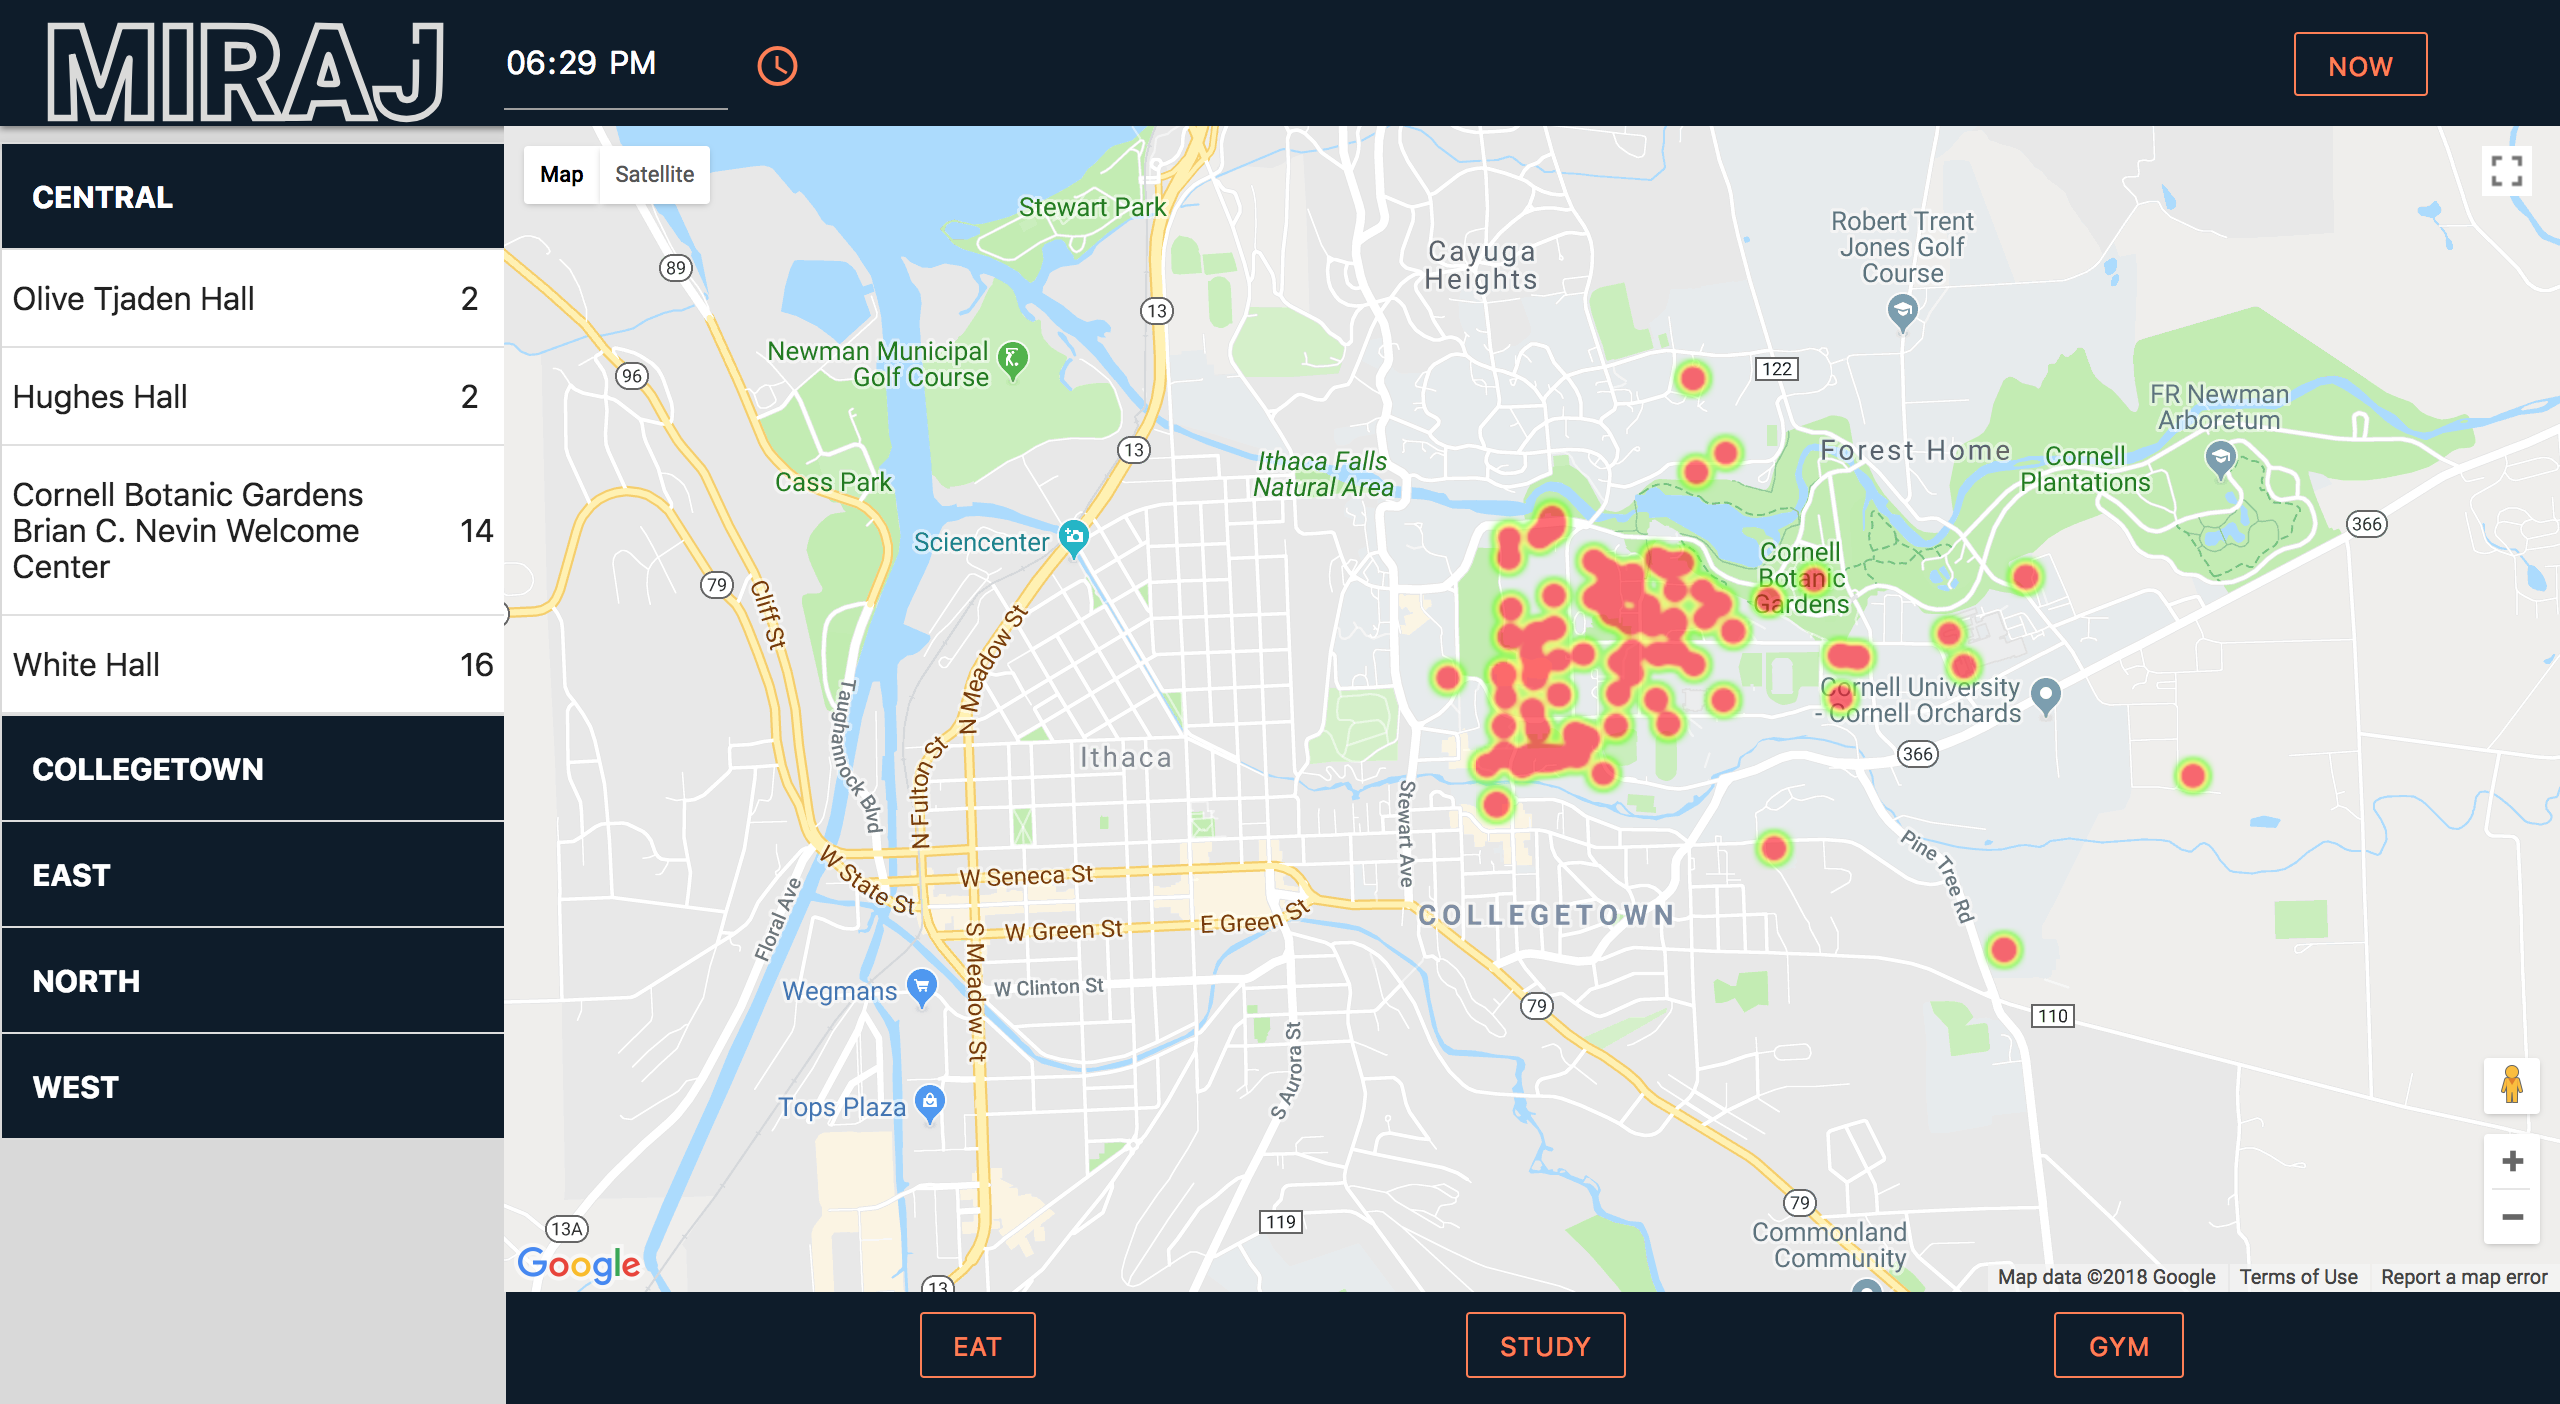 MIRAJ
06:29 PM
NOW
CENTRAL
Olive Tjaden Hall 2
Hughes Hall 2
Cornell Botanic Gardens
Brian C. Nevin Welcome
Center
14
White Hall 16
COLLEGETOWN
EAST
NORTH
WEST
Map Satellite
Stewart Park
89
13
Cayuga
Heights
Robert Trent
Jones Golf
Course
Newman Municipal
Golf Course
96
122
13
FR Newman
Arboretum
Forest Home
Cornell
Plantations
Ithaca Falls
Natural Area
Cass Park
366
Sciencenter
Cornell
Botanic
Gardens
79
Cliff St
N Meadow St
Taughannock Blvd
Cornell University
- Cornell Orchards
N Fulton St
Ithaca
366
Stewart Ave
Pine Tree Rd
W State St
W Seneca St
Floral Ave
W Green St
E Green St
COLLEGETOWN
S Meadow St
Wegmans
W Clinton St
79
110
S Aurora St
Tops Plaza
79
119
13A
Commonland
Community
Google
13
Map data ©2018 Google
Terms of Use
Report a map error
EAT
STUDY
GYM